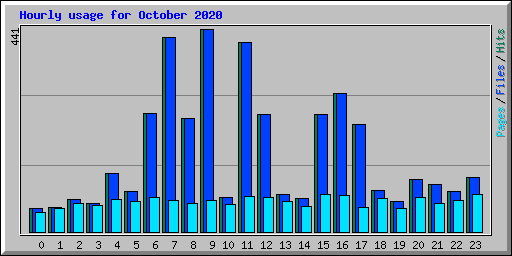 Hourly usage for October 2020
441
Pages/Files/Hits
0 1 2 3 4 5 6 7 8 9 10 11 12 13 14 15 16 17 18 19 20 21 22 23